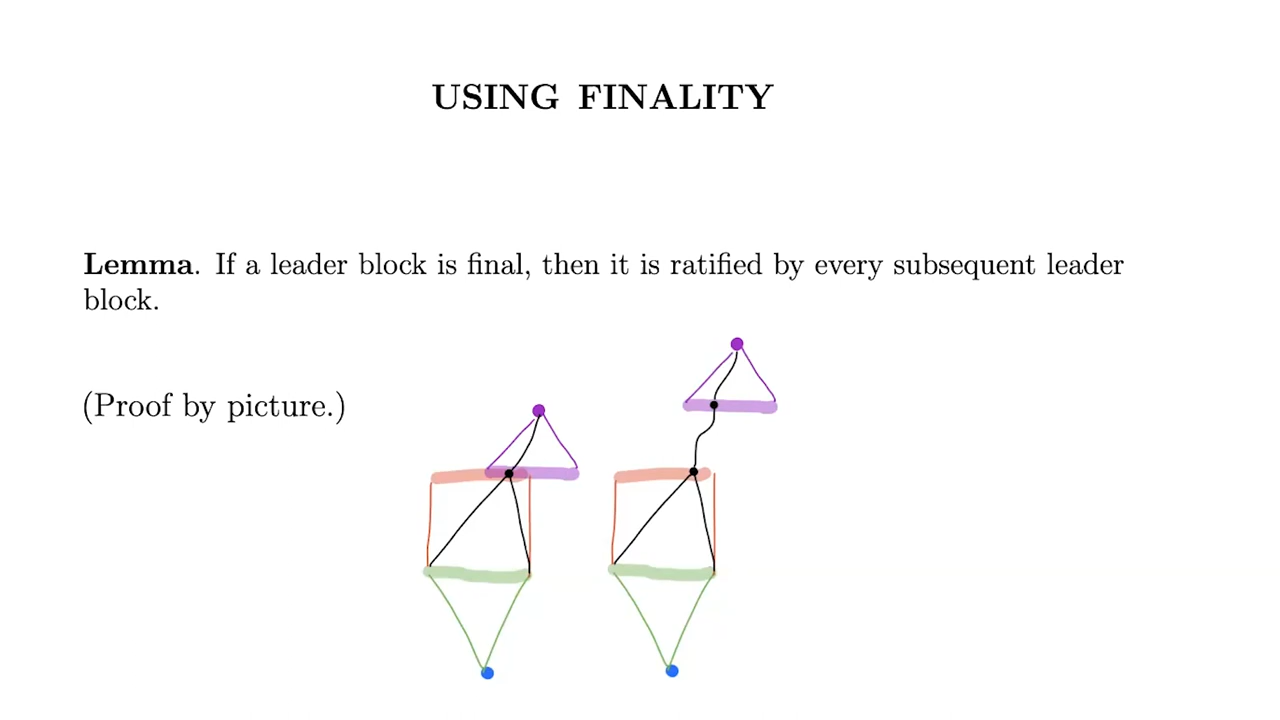 USING FINALITY
Lemma. If a leader block is final, then it is ratified by every subsequent leader
block.
(Proof by picture.)